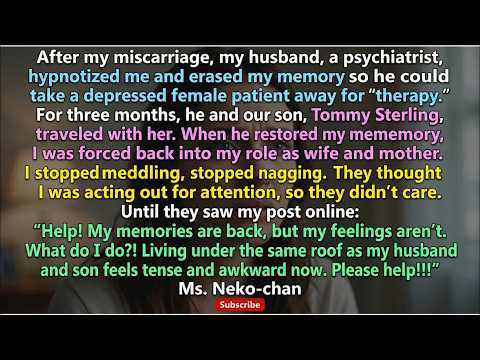 After my miscarriage, my husband, a psychiatrist,
hypnotized me and erased my memory so he could
take a depressed female patient away for “therapy.”
For three months, he and our son, Tommy Sterling,
traveled with her. When he restored my mememory,
I was forced back into my role as wife and mother.
I stopped meddling, stopped nagging. They thought
I was acting out for attention, so they didn’t care.
Until they saw my post online:
“Help! My memories are back, but my feelings aren’t.
What do I do?! Living under the same roof as my husband
and son feels tense and awkward now. Please help!!!”
Ms. Neko-chan
Subscribe